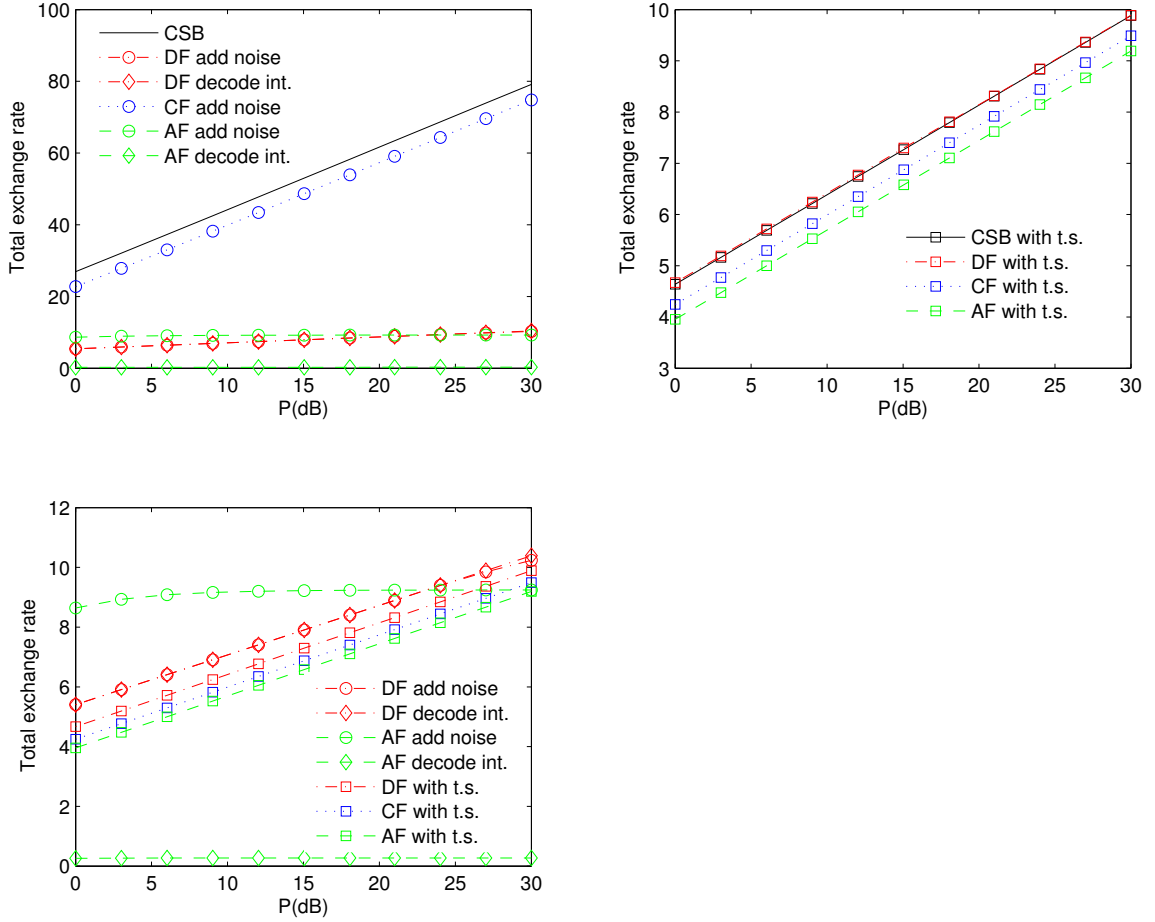 100
80
60
40
20
0
Total exchange rate
CSB
DF add noise
DF decode int.
CF add noise
AF add noise
AF decode int.
0 5 10 15 20 25 30
P(dB)
10
9
8
7
6
5
4
3
Total exchange rate
CSB with t.s.
DF with t.s.
CF with t.s.
AF with t.s.
0 5 10 15 20 25 30
P(dB)
12
10
8
6
4
2
0
Total exchange rate
DF add noise
DF decode int.
AF add noise
AF decode int.
DF with t.s.
CF with t.s.
AF with t.s.
0 5 10 15 20 25 30
P(dB)